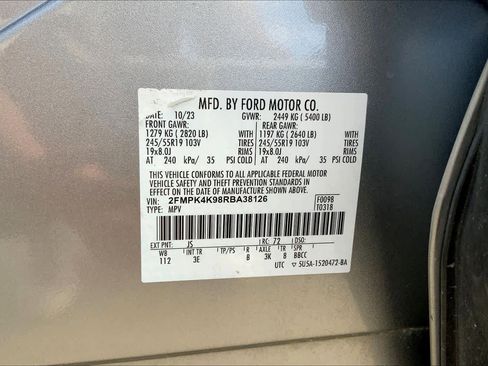 MFD. BY FORD MOTOR CO.
DATE: 10/23 GVWR: 2449 KG ( 5400 LB)
FRONT GAWR: REAR GAWR:
1279 KG ( 2820 LB) WITH 1197 KG ( 2640 LB) WITH
245/55R19 103V TIRES 245/55R19 103V TIRES
19x8.0J RIMS 19x8.0J RIMS
AT 240 kPa/ 35 PSI COLD AT 240 kPa/ 35 PSI COLD
THIS VEHICLE CONFORMS TO ALL APPLICABLE FEDERAL MOTOR
VEHICLE SAFETY AND THEFT PREVENTION STANDARDS IN EFFECT
ON THE DATE OF MANUFACTURE SHOWN ABOVE.
VIN: 2FMPK4K98RBA38126 F0098
TYPE: MPV T0318
EXT PNT: JS RC: 72 DSO:
WB INT TR TP/PS R AXLE TR SPR
112 3E B 3K 8 BBCC
UTC ▽ 5U5A-1520472-BA